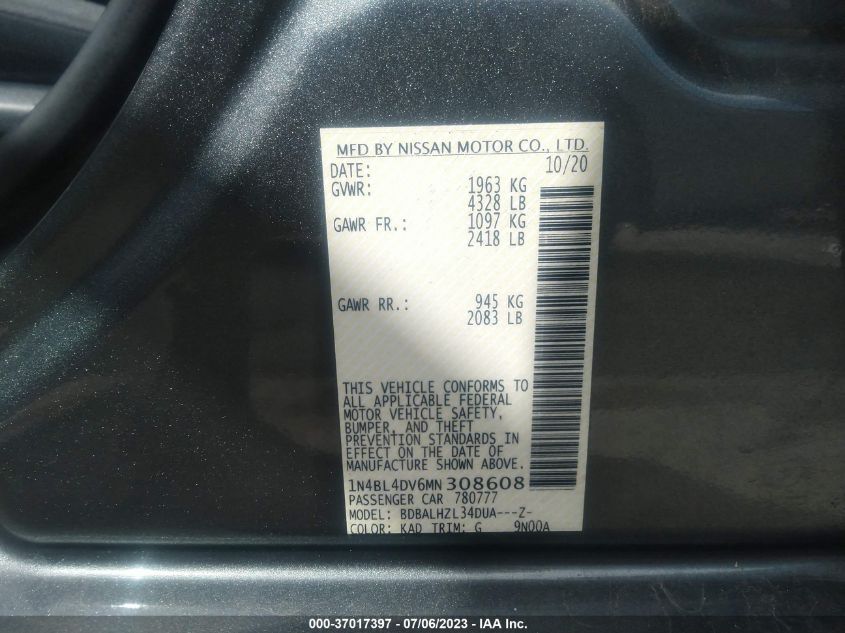 MFD BY NISSAN MOTOR CO., LTD.
DATE: 10/20
GVWR: 1963 KG
4328 LB
GAWR FR.: 1097 KG
2418 LB
GAWR RR.: 945 KG
2083 LB
THIS VEHICLE CONFORMS TO
ALL APPLICABLE FEDERAL
MOTOR VEHICLE SAFETY,
BUMPER, AND THEFT
PREVENTION STANDARDS IN
EFFECT ON THE DATE OF
MANUFACTURE SHOWN ABOVE.
1N4BL4DV6MN308608
PASSENGER CAR 780777
MODEL: BDBALHZL34DUA---Z-
COLOR: KAD TRIM: G 9N00A
000-37017397 - 07/06/2023 - IAA Inc.